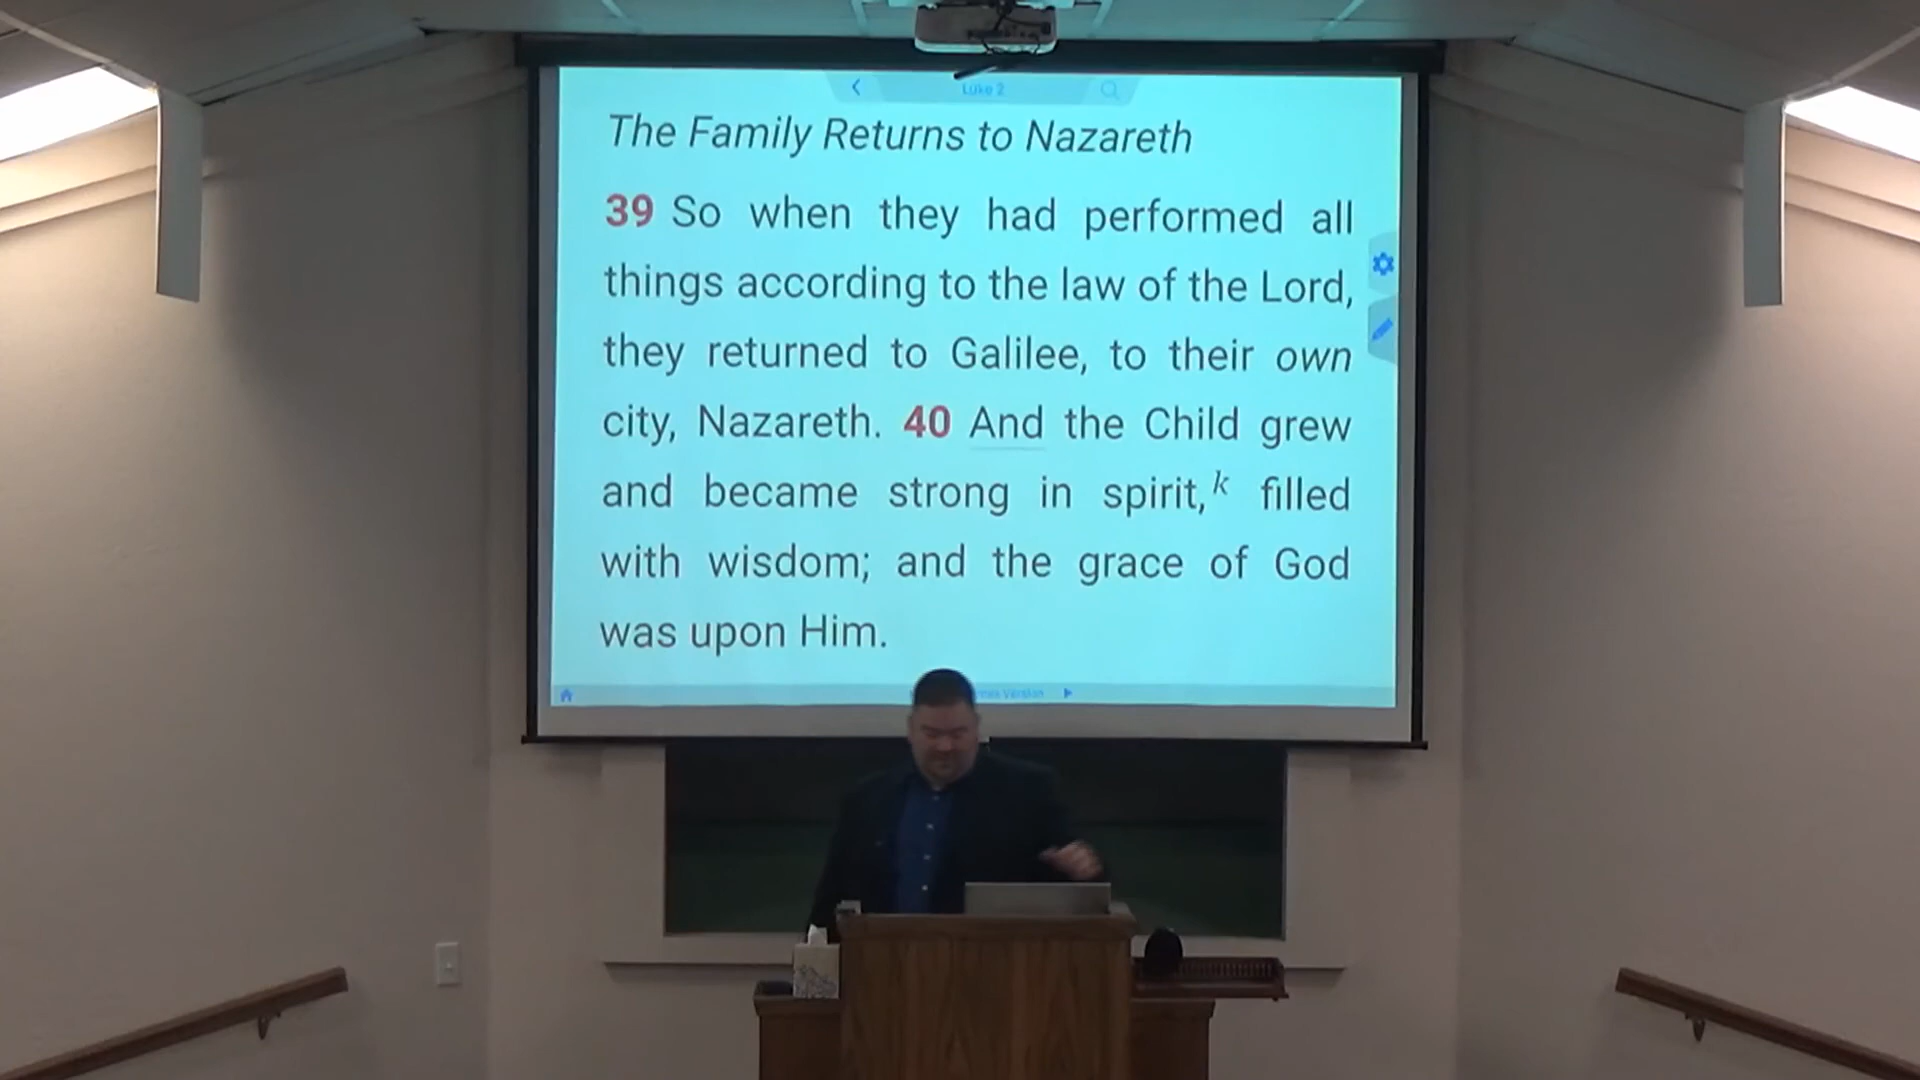 Luke 2
The Family Returns to Nazareth
39 So when they had performed all
things according to the law of the Lord,
they returned to Galilee, to their own
city, Nazareth. 40 And the Child grew
and became strong in spirit,k filled
with wisdom; and the grace of God
was upon Him.
Version